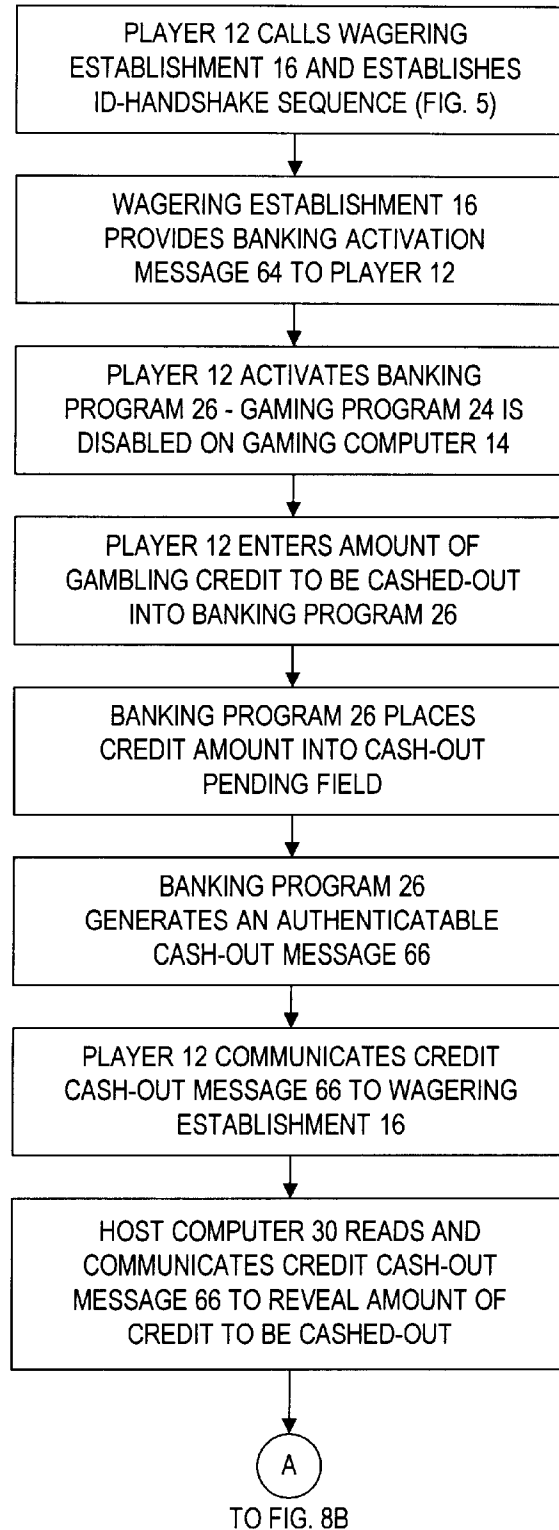 PLAYER 12 CALLS WAGERING
ESTABLISHMENT 16 AND ESTABLISHES
ID-HANDSHAKE SEQUENCE (FIG. 5)
WAGERING ESTABLISHMENT 16
PROVIDES BANKING ACTIVATION
MESSAGE 64 TO PLAYER 12
PLAYER 12 ACTIVATES BANKING
PROGRAM 26 - GAMING PROGRAM 24 IS
DISABLED ON GAMING COMPUTER 14
PLAYER 12 ENTERS AMOUNT OF
GAMBLING CREDIT TO BE CASHED-OUT
INTO BANKING PROGRAM 26
BANKING PROGRAM 26 PLACES
CREDIT AMOUNT INTO CASH-OUT
PENDING FIELD
BANKING PROGRAM 26
GENERATES AN AUTHENTICATABLE
CASH-OUT MESSAGE 66
PLAYER 12 COMMUNICATES CREDIT
CASH-OUT MESSAGE 66 TO WAGERING
ESTABLISHMENT 16
HOST COMPUTER 30 READS AND
COMMUNICATES CREDIT CASH-OUT
MESSAGE 66 TO REVEAL AMOUNT OF
CREDIT TO BE CASHED-OUT
A
TO FIG. 8B